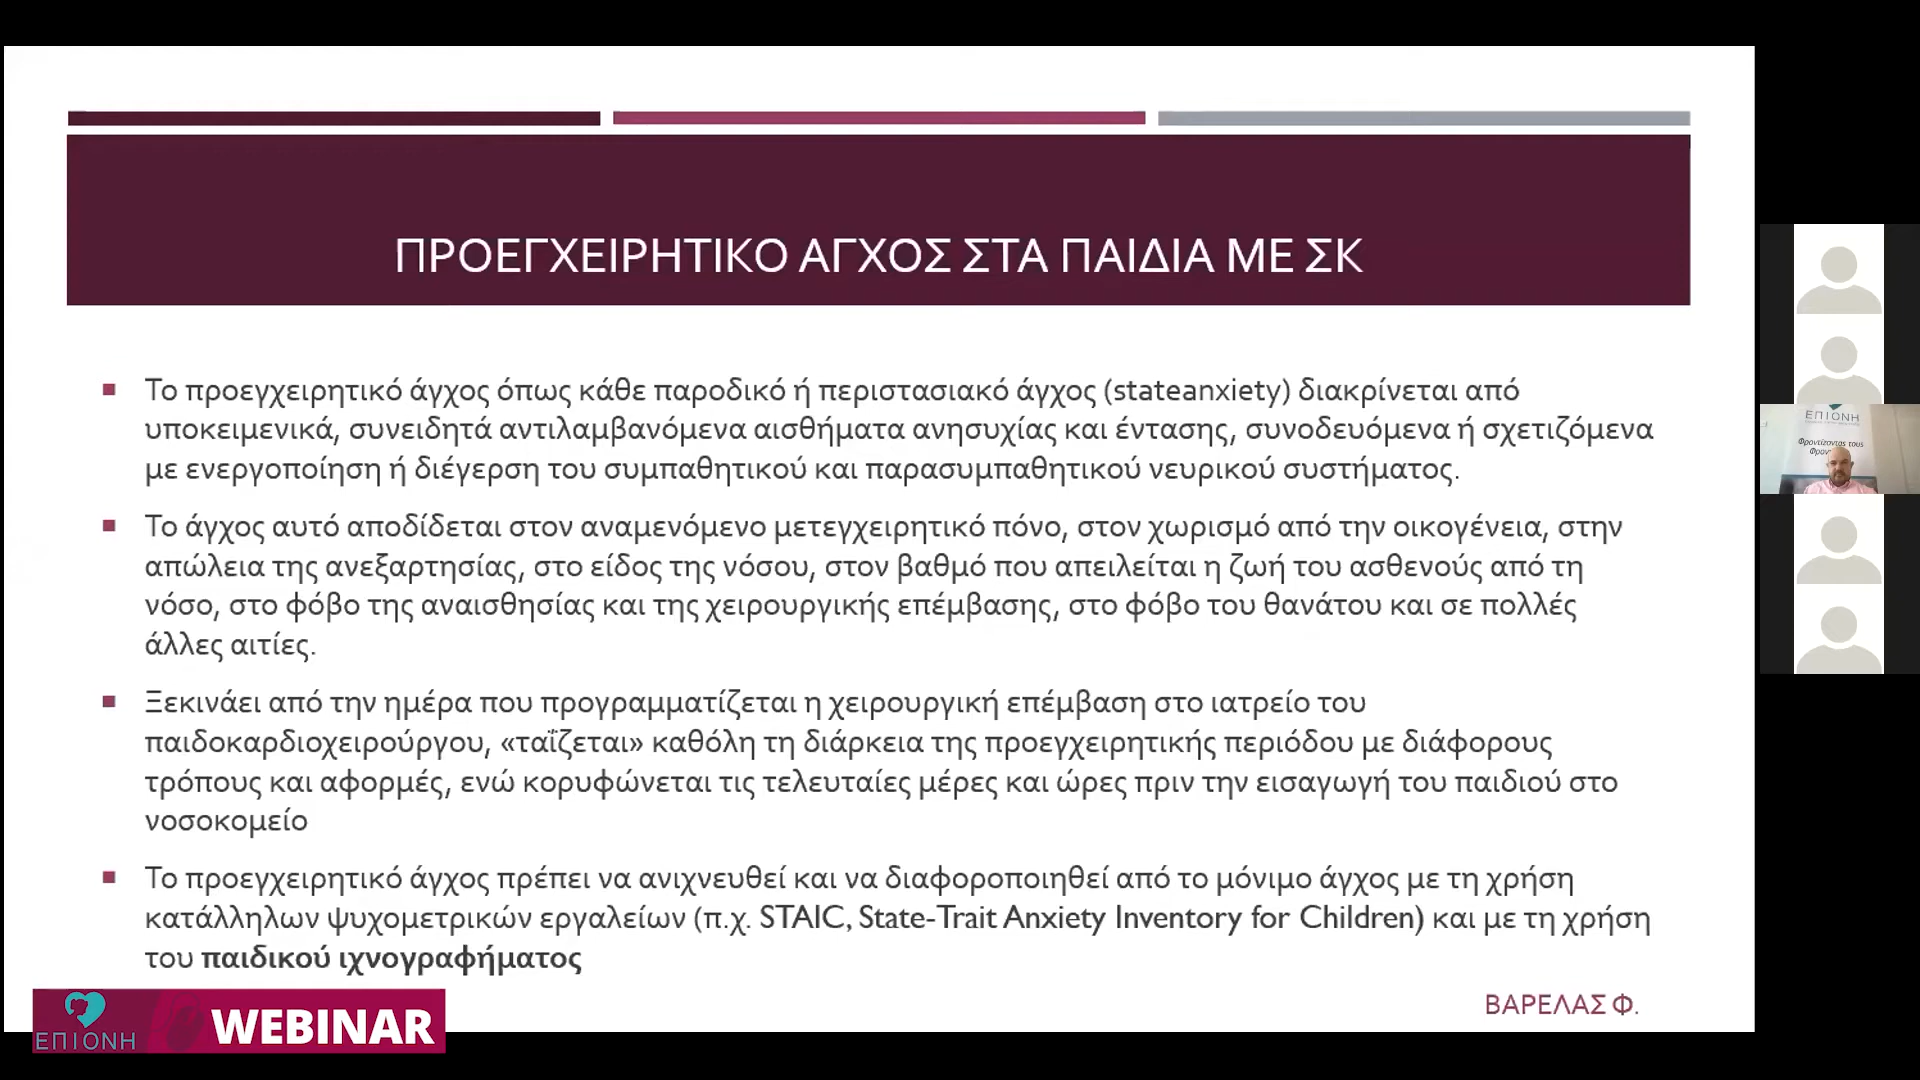 ΠΡΟΕΓΧΕΙΡΗΤΙΚΟ ΑΓΧΟΣ ΣΤΑ ΠΑΙΔΙΑ ΜΕ ΣΚ
Το προεγχειρητικό άγχος όπως κάθε παροδικό ή περιστασιακό άγχος (stateanxiety) διακρίνεται από
υποκειμενικά, συνειδητά αντιλαμβανόμενα αισθήματα ανησυχίας και έντασης, συνοδευόμενα ή σχετιζόμενα
με ενεργοποίηση ή διέγερση του συμπαθητικού και παρασυμπαθητικού νευρικού συστήματος.
Το άγχος αυτό αποδίδεται στον αναμενόμενο μετεγχειρητικό πόνο, στον χωρισμό από την οικογένεια, στην
απώλεια της ανεξαρτησίας, στο είδος της νόσου, στον βαθμό που απειλείται η ζωή του ασθενούς από τη
νόσο, στο φόβο της αναισθησίας και της χειρουργικής επέμβασης, στο φόβο του θανάτου και σε πολλές
άλλες αιτίες.
Ξεκινάει από την ημέρα που προγραμματίζεται η χειρουργική επέμβαση στο ιατρείο του
παιδοκαρδιοχειρούργου, «ταΐζεται» καθόλη τη διάρκεια της προεγχειρητικής περιόδου με διάφορους
τρόπους και αφορμές, ενώ κορυφώνεται τις τελευταίες μέρες και ώρες πριν την εισαγωγή του παιδιού στο
νοσοκομείο
Το προεγχειρητικό άγχος πρέπει να ανιχνευθεί και να διαφοροποιηθεί από το μόνιμο άγχος με τη χρήση
κατάλληλων ψυχομετρικών εργαλείων (π.χ. STAIC, State-Trait Anxiety Inventory for Children) και με τη χρήση
του παιδικού ιχνογραφήματος
ΒΑΡΕΛΑΣ Φ.
ΕΠΙΟΝΗ
WEBINAR
ΕΠΙΟΝΗ
Φροντίζοντας τους